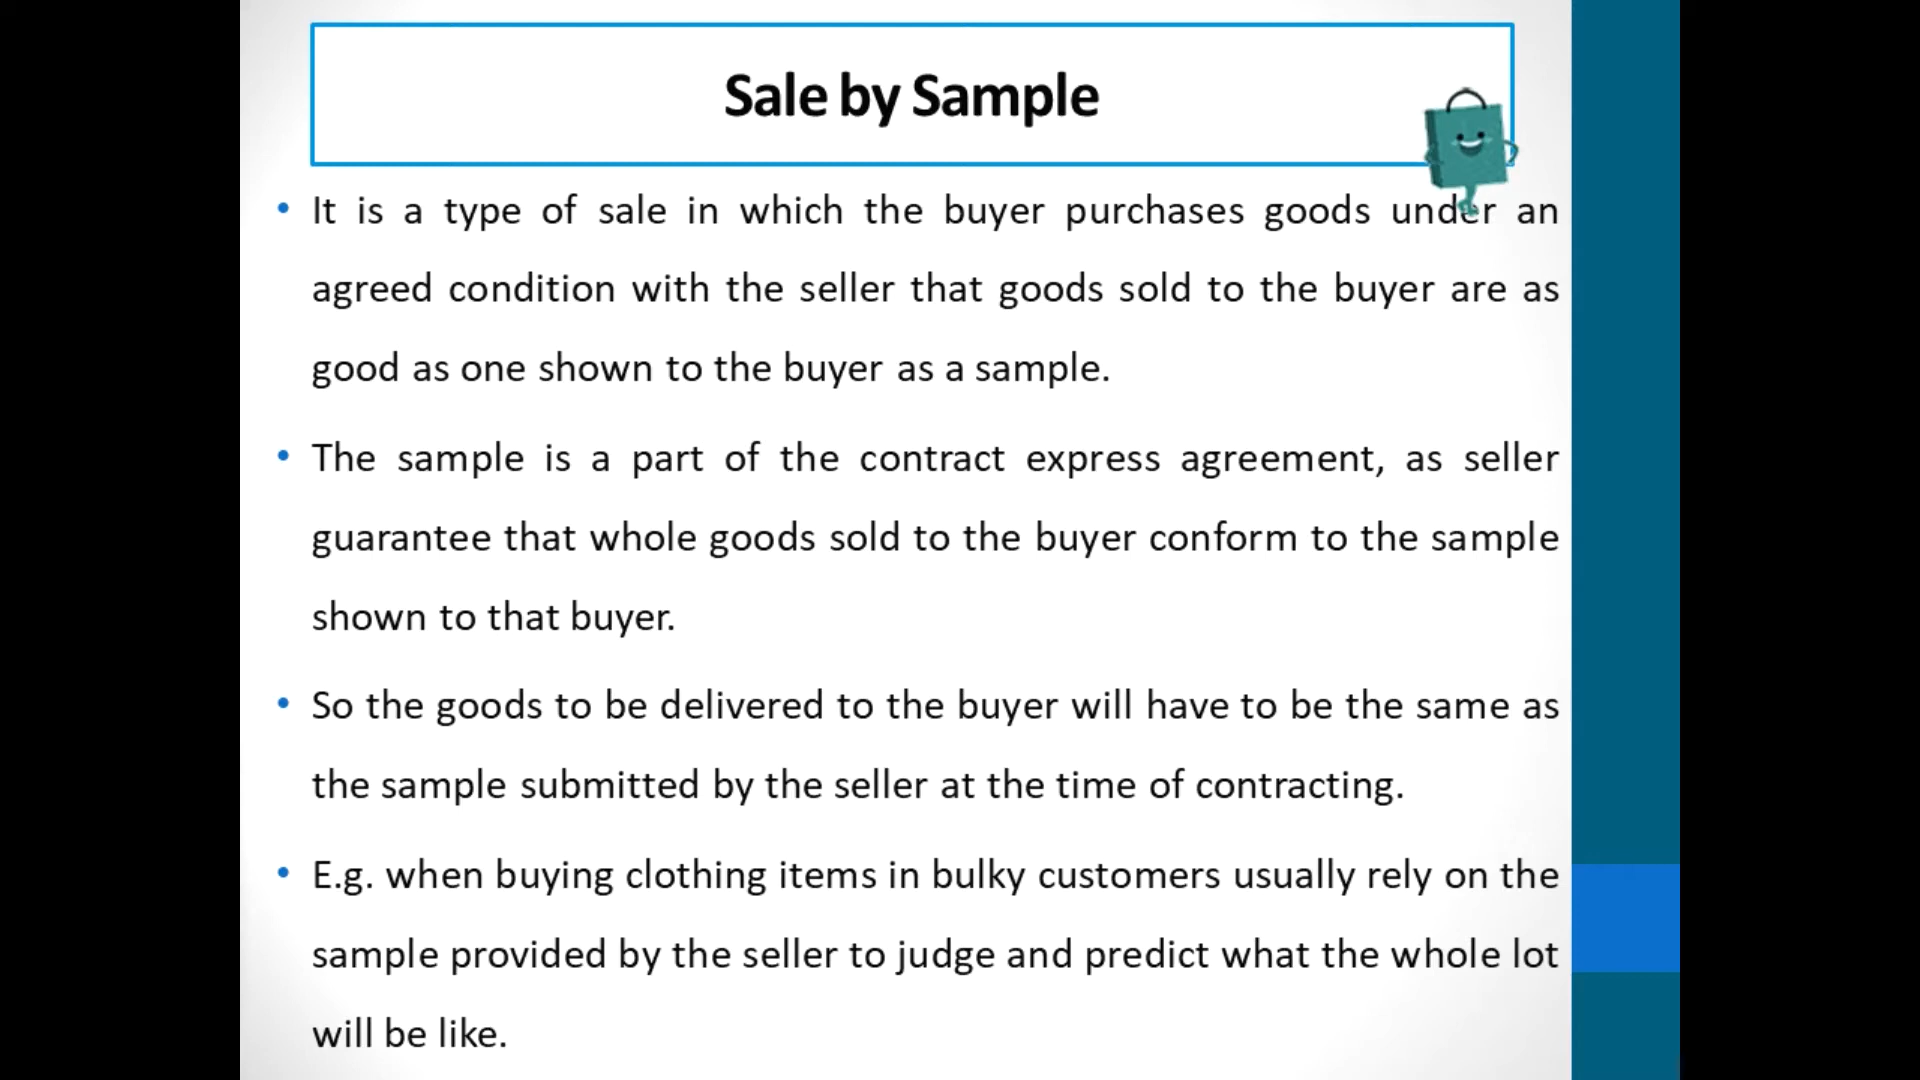 Sale by Sample
• It is a type of sale in which the buyer purchases goods under an
agreed condition with the seller that goods sold to the buyer are as
good as one shown to the buyer as a sample.
• The sample is a part of the contract express agreement, as seller
guarantee that whole goods sold to the buyer conform to the sample
shown to that buyer.
• So the goods to be delivered to the buyer will have to be the same as
the sample submitted by the seller at the time of contracting.
• E.g. when buying clothing items in bulky customers usually rely on the
sample provided by the seller to judge and predict what the whole lot
will be like.